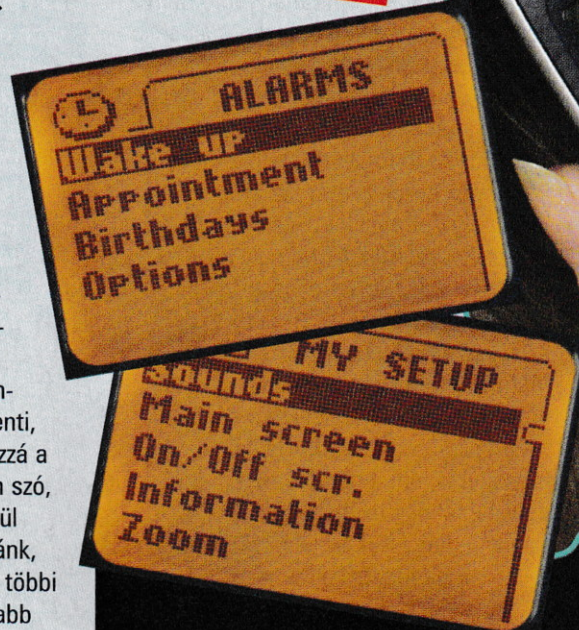 ALARMS
Wake up
Appointment
Birthdays
Options
MY SETUP
Sounds
Main screen
On/Off scr.
Information
Zoom
n-
enti,
zzá a
szó,
ül
ánk,
többi
abb